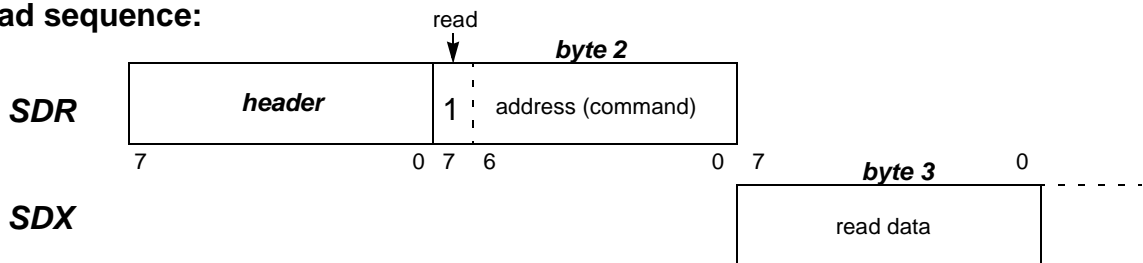 ad sequence:
read
byte 2
SDR
header
1
address (command)
7 0 7 6 0 7 0
byte 3
SDX
read data